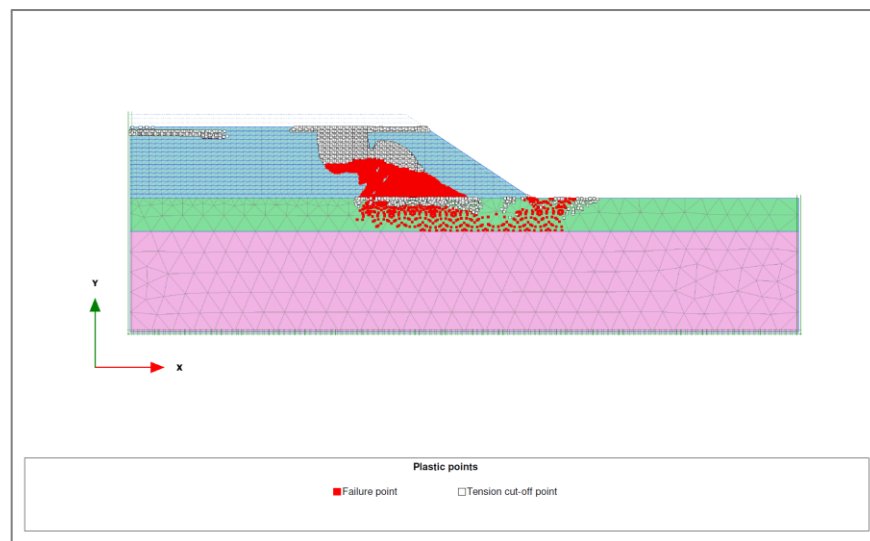 Y
X
Plastic points
Failure point
Tension cut-off point